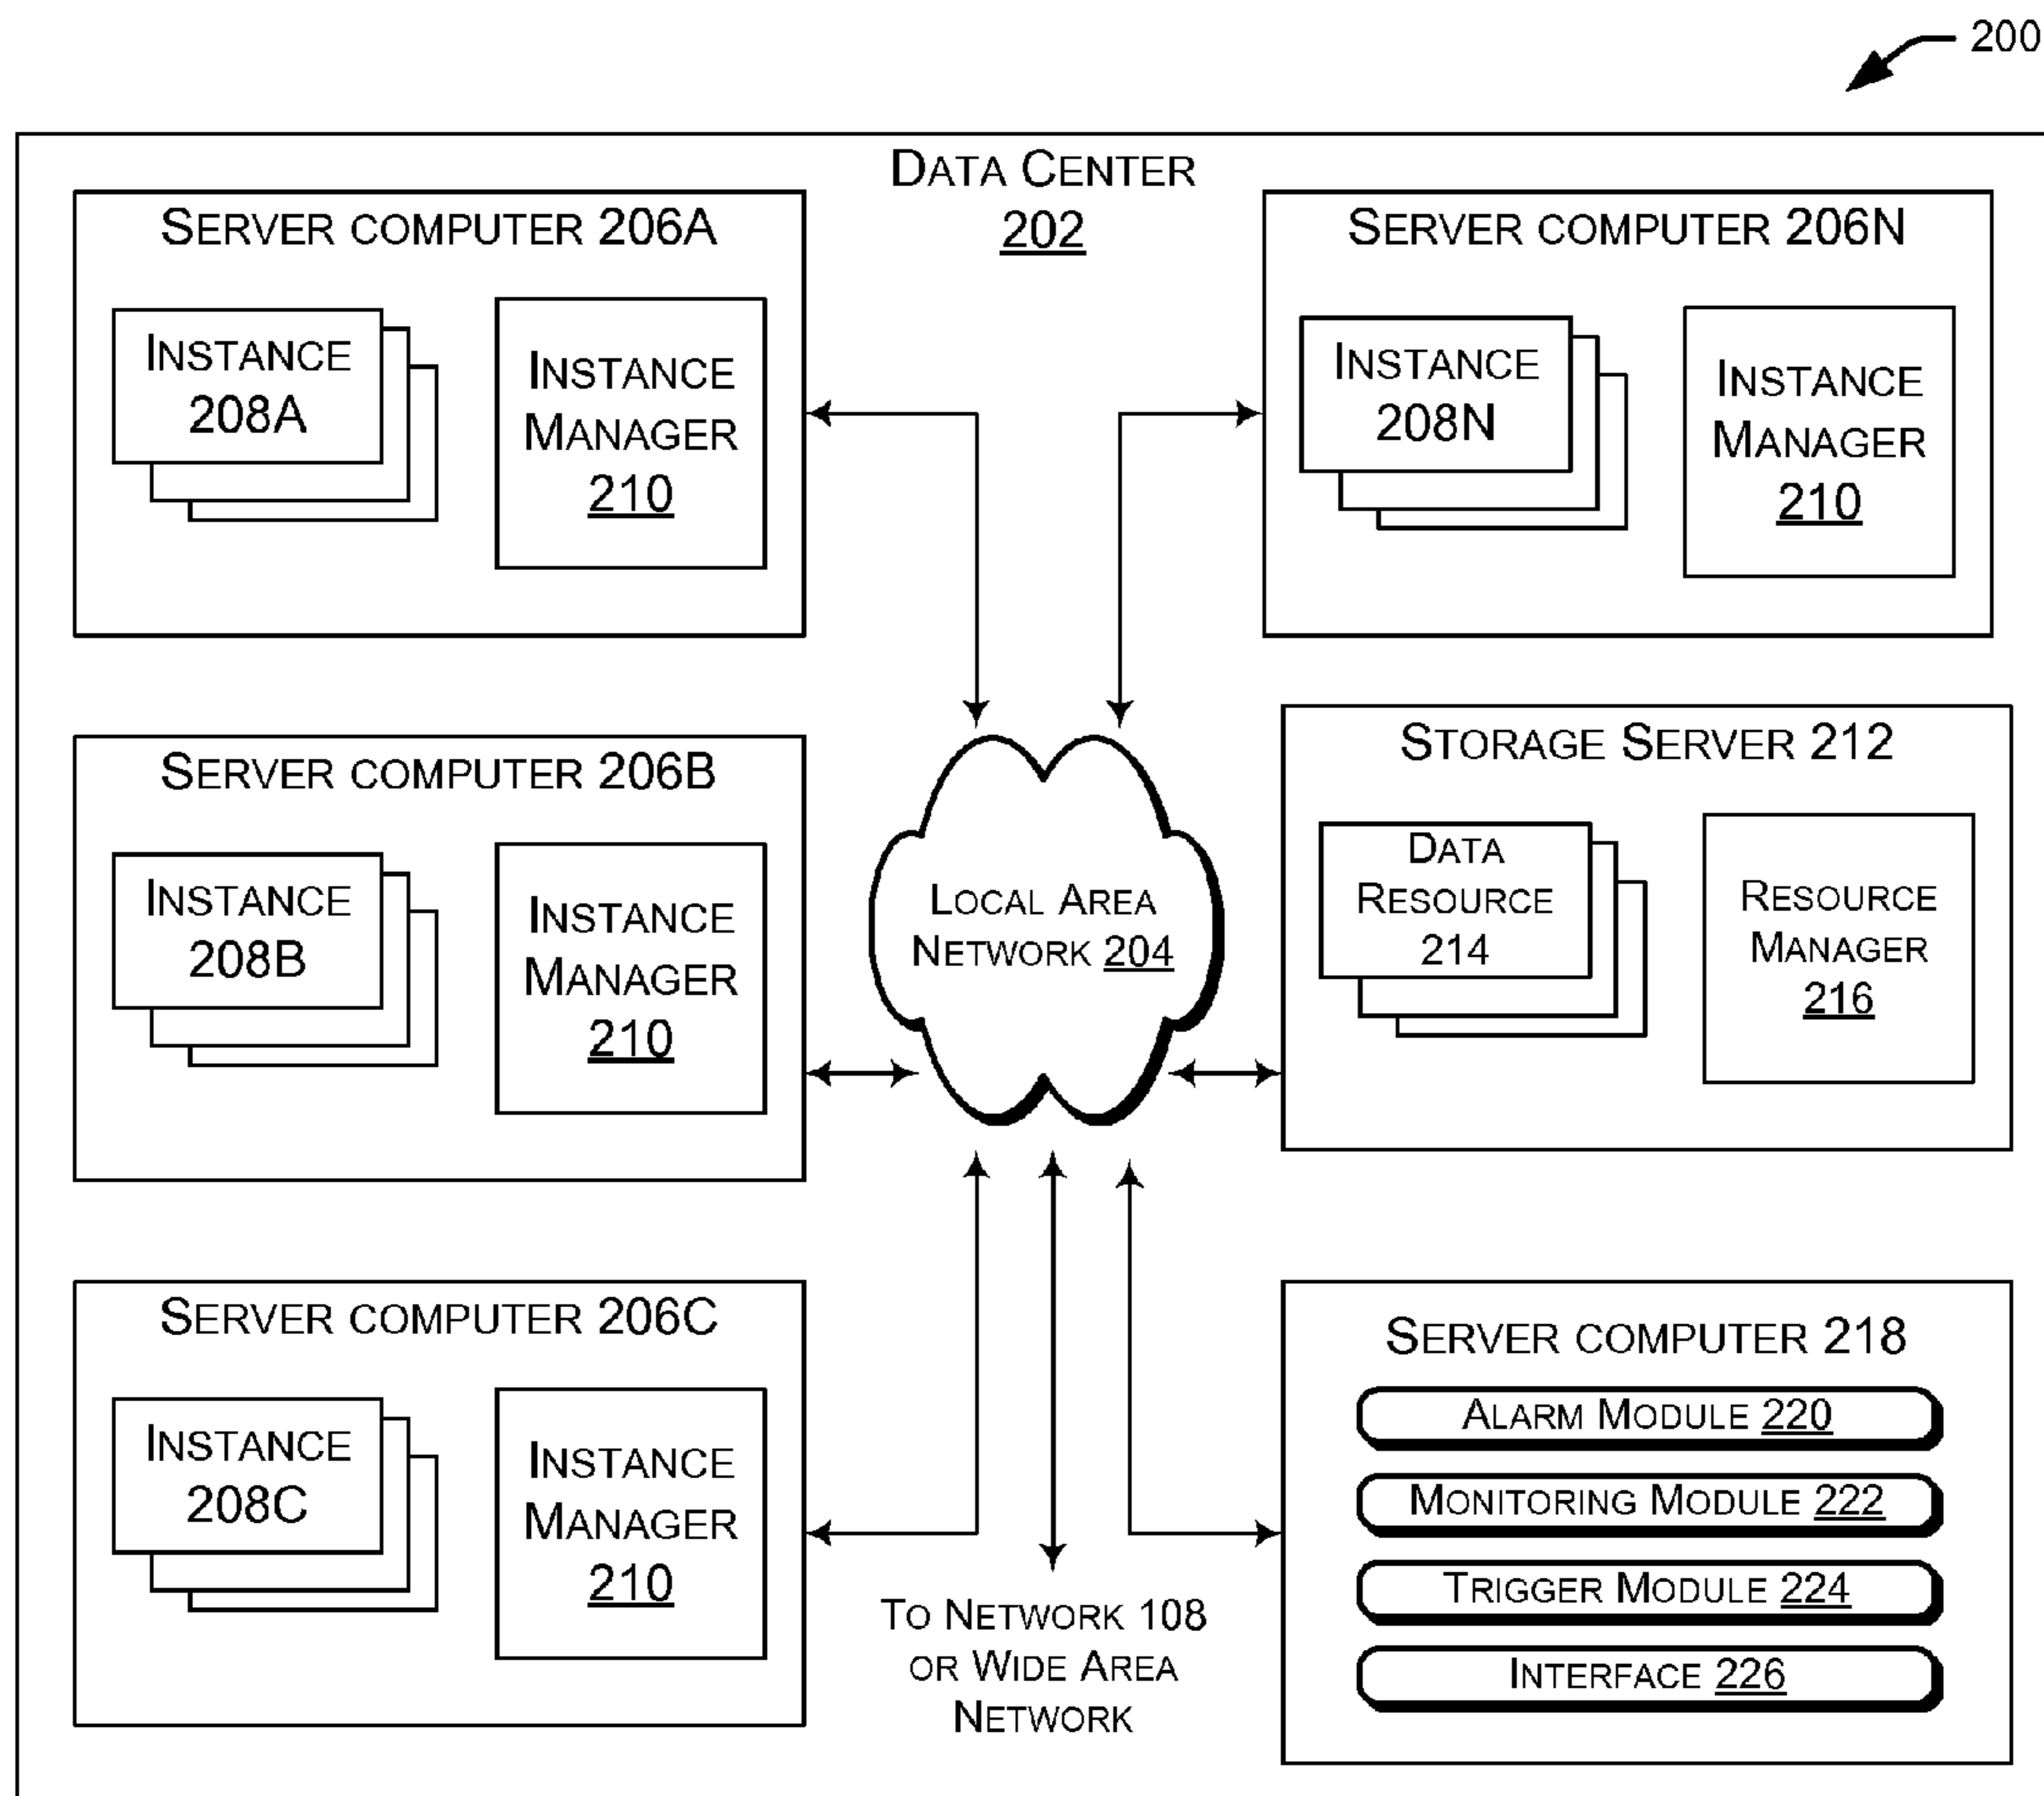 200
DATA CENTER
202
SERVER COMPUTER 206A
INSTANCE
208A
INSTANCE
MANAGER
210
SERVER COMPUTER 206N
INSTANCE
208N
INSTANCE
MANAGER
210
SERVER COMPUTER 206B
INSTANCE
208B
INSTANCE
MANAGER
210
LOCAL AREA
NETWORK 204
STORAGE SERVER 212
DATA
RESOURCE
214
RESOURCE
MANAGER
216
SERVER COMPUTER 206C
INSTANCE
208C
INSTANCE
MANAGER
210
TO NETWORK 108
OR WIDE AREA
NETWORK
SERVER COMPUTER 218
ALARM MODULE 220
MONITORING MODULE 222
TRIGGER MODULE 224
INTERFACE 226